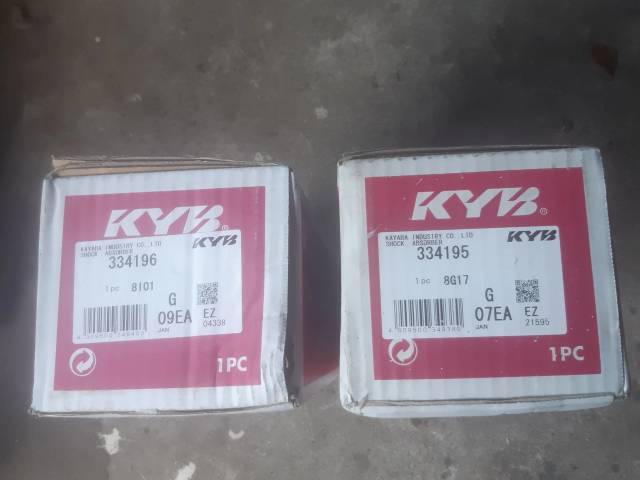 KYB®
KAYABA INDUSTRY CO., LTD
SHOCK ABSORBER
KYB
334196
1pc 8I01
G
09EA
EZ
04338
JAN
1PC
KYB®
KAYABA INDUSTRY CO., LTD
SHOCK ABSORBER
KYB
334195
1pc 8G17
G
07EA
EZ
21595
JAN
1PC